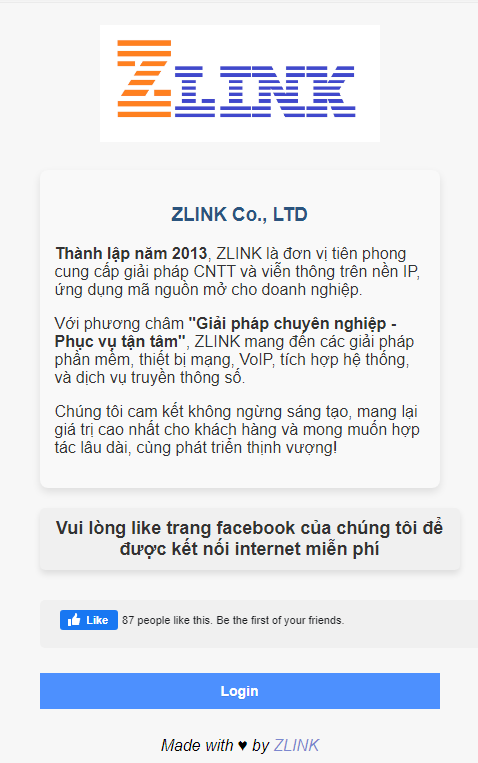 ZLINK
ZLINK Co., LTD
Thành lập năm 2013, ZLINK là đơn vị tiên phong
cung cấp giải pháp CNTT và viễn thông trên nền IP,
ứng dụng mã nguồn mở cho doanh nghiệp.
Với phương châm "Giải pháp chuyên nghiệp -
Phục vụ tận tâm", ZLINK mang đến các giải pháp
phần mềm, thiết bị mạng, VoIP, tích hợp hệ thống,
và dịch vụ truyền thông số.
Chúng tôi cam kết không ngừng sáng tạo, mang lại
giá trị cao nhất cho khách hàng và mong muốn hợp
tác lâu dài, cùng phát triển thịnh vượng!
Vui lòng like trang facebook của chúng tôi để
được kết nối internet miễn phí
Like 87 people like this. Be the first of your friends.
Login
Made with ♥ by ZLINK